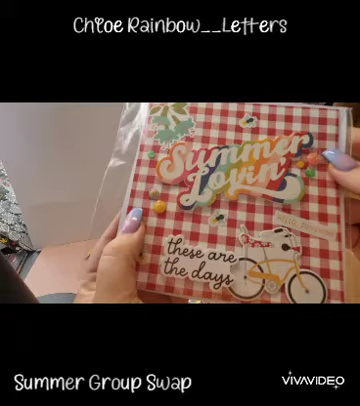 Chloe Rainbow__Letters
Summer
Lovin'
these are
the days
Summer Group Swap
VIVAVIDEO